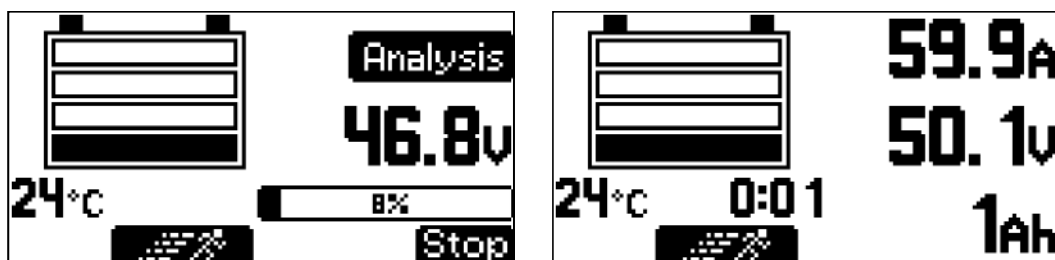 Analysis
46.8V
24°C
8%
Stop
59.9A
50.1V
24°C 0:01
1Ah